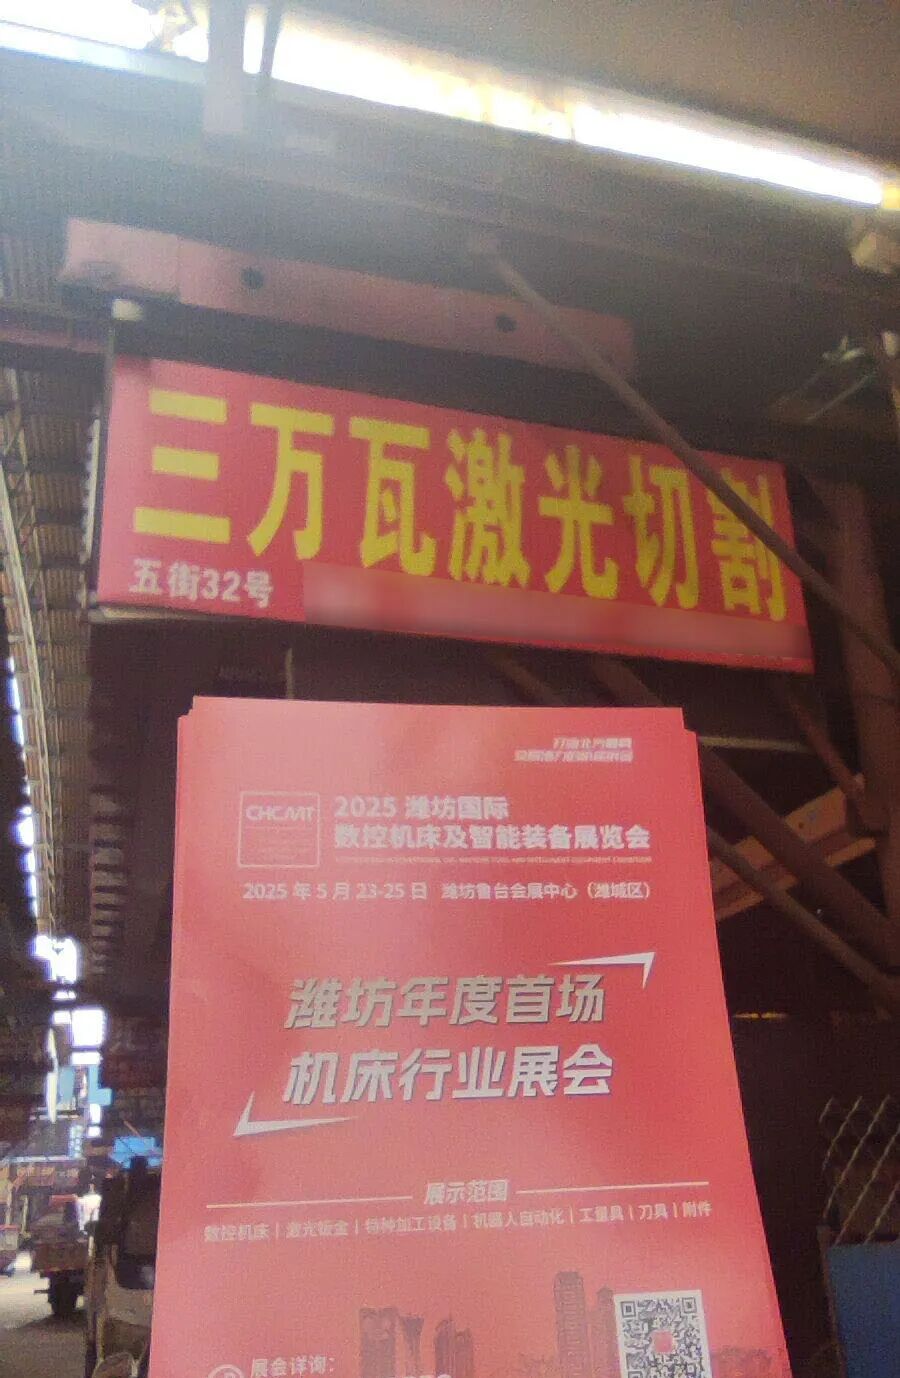 三万瓦激光切割
五街32号
CHCMT
2025 潍坊国际
数控机床及智能装备展览会
2025 年 5 月 23-25 日 潍坊鲁台会展中心（潍城区）
潍坊年度首场
机床行业展会
展示范围
数控机床 | 激光钣金 | 特种加工设备 | 机器人自动化 | 工量具 | 刀具 | 附件
展会详询：